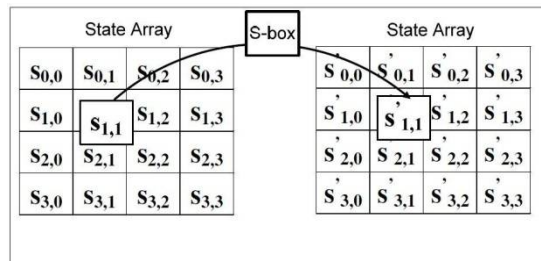 State Array S-box State Array
S0,0 S0,1 S0,2 S0,3 S'0,0 S'0,1 S'0,2 S'0,3
S1,0 S1,1 S1,2 S1,3 S'1,0 S'1,1 S'1,2 S'1,3
S2,0 S2,1 S2,2 S2,3 S'2,0 S'2,1 S'2,2 S'2,3
S3,0 S3,1 S3,2 S3,3 S'3,0 S'3,1 S'3,2 S'3,3